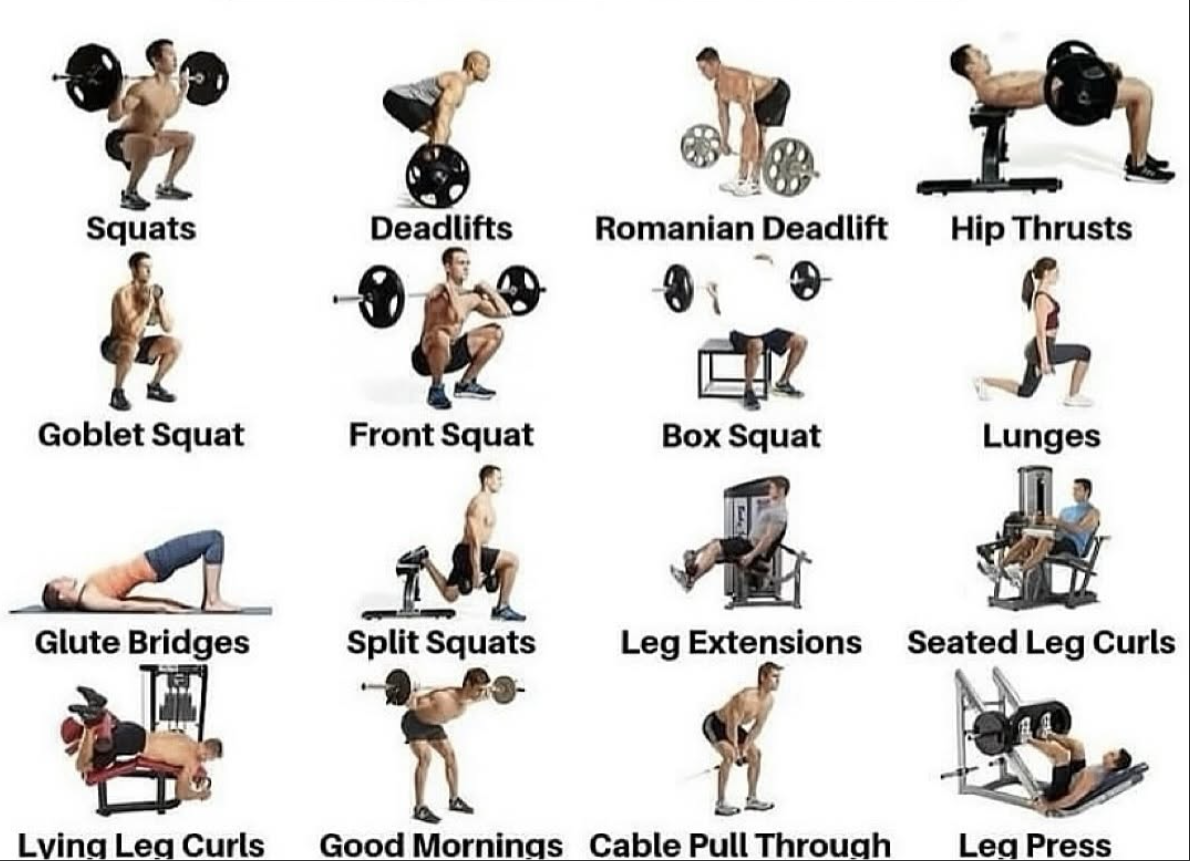 Squats
Deadlifts
Romanian Deadlift
Hip Thrusts
Goblet Squat
Front Squat
Box Squat
Lunges
Glute Bridges
Split Squats
Leg Extensions
Seated Leg Curls
Lying Leg Curls
Good Mornings
Cable Pull Through
Leg Press